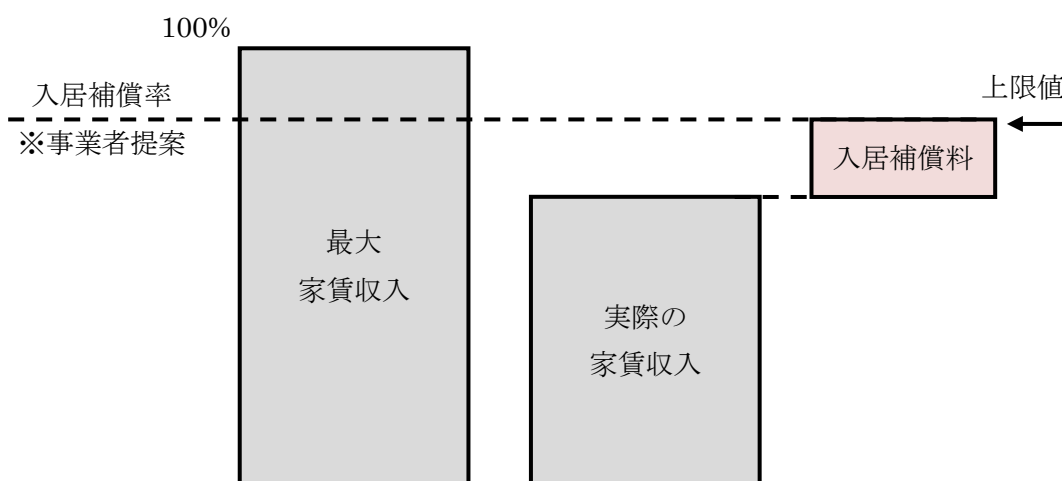 100%
入居補償率
※事業者提案
上限値
入居補償料
最大
家賃収入
実際の
家賃収入